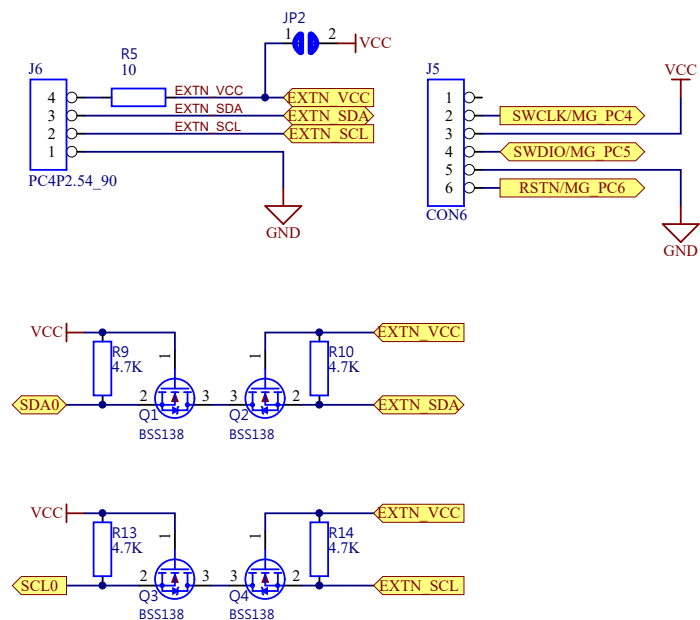 JP2
1
2
VCC
R5
10
J6
4
EXTN_VCC
EXTN_VCC
3
EXTN_SDA
EXTN_SDA
2
EXTN_SCL
EXTN_SCL
1
PC4P2.54_90
GND
J5
VCC
1
2
SWCLK/MG_PC4
3
4
SWDIO/MG_PC5
5
6
RSTN/MG_PC6
CON6
GND
VCC
EXTN_VCC
R9
4.7K
1
1
R10
4.7K
SDA0
2
3
3
2
EXTN_SDA
Q1
BSS138
Q2
BSS138
VCC
EXTN_VCC
R13
4.7K
1
1
R14
4.7K
SCL0
2
3
3
2
EXTN_SCL
Q3
BSS138
Q4
BSS138